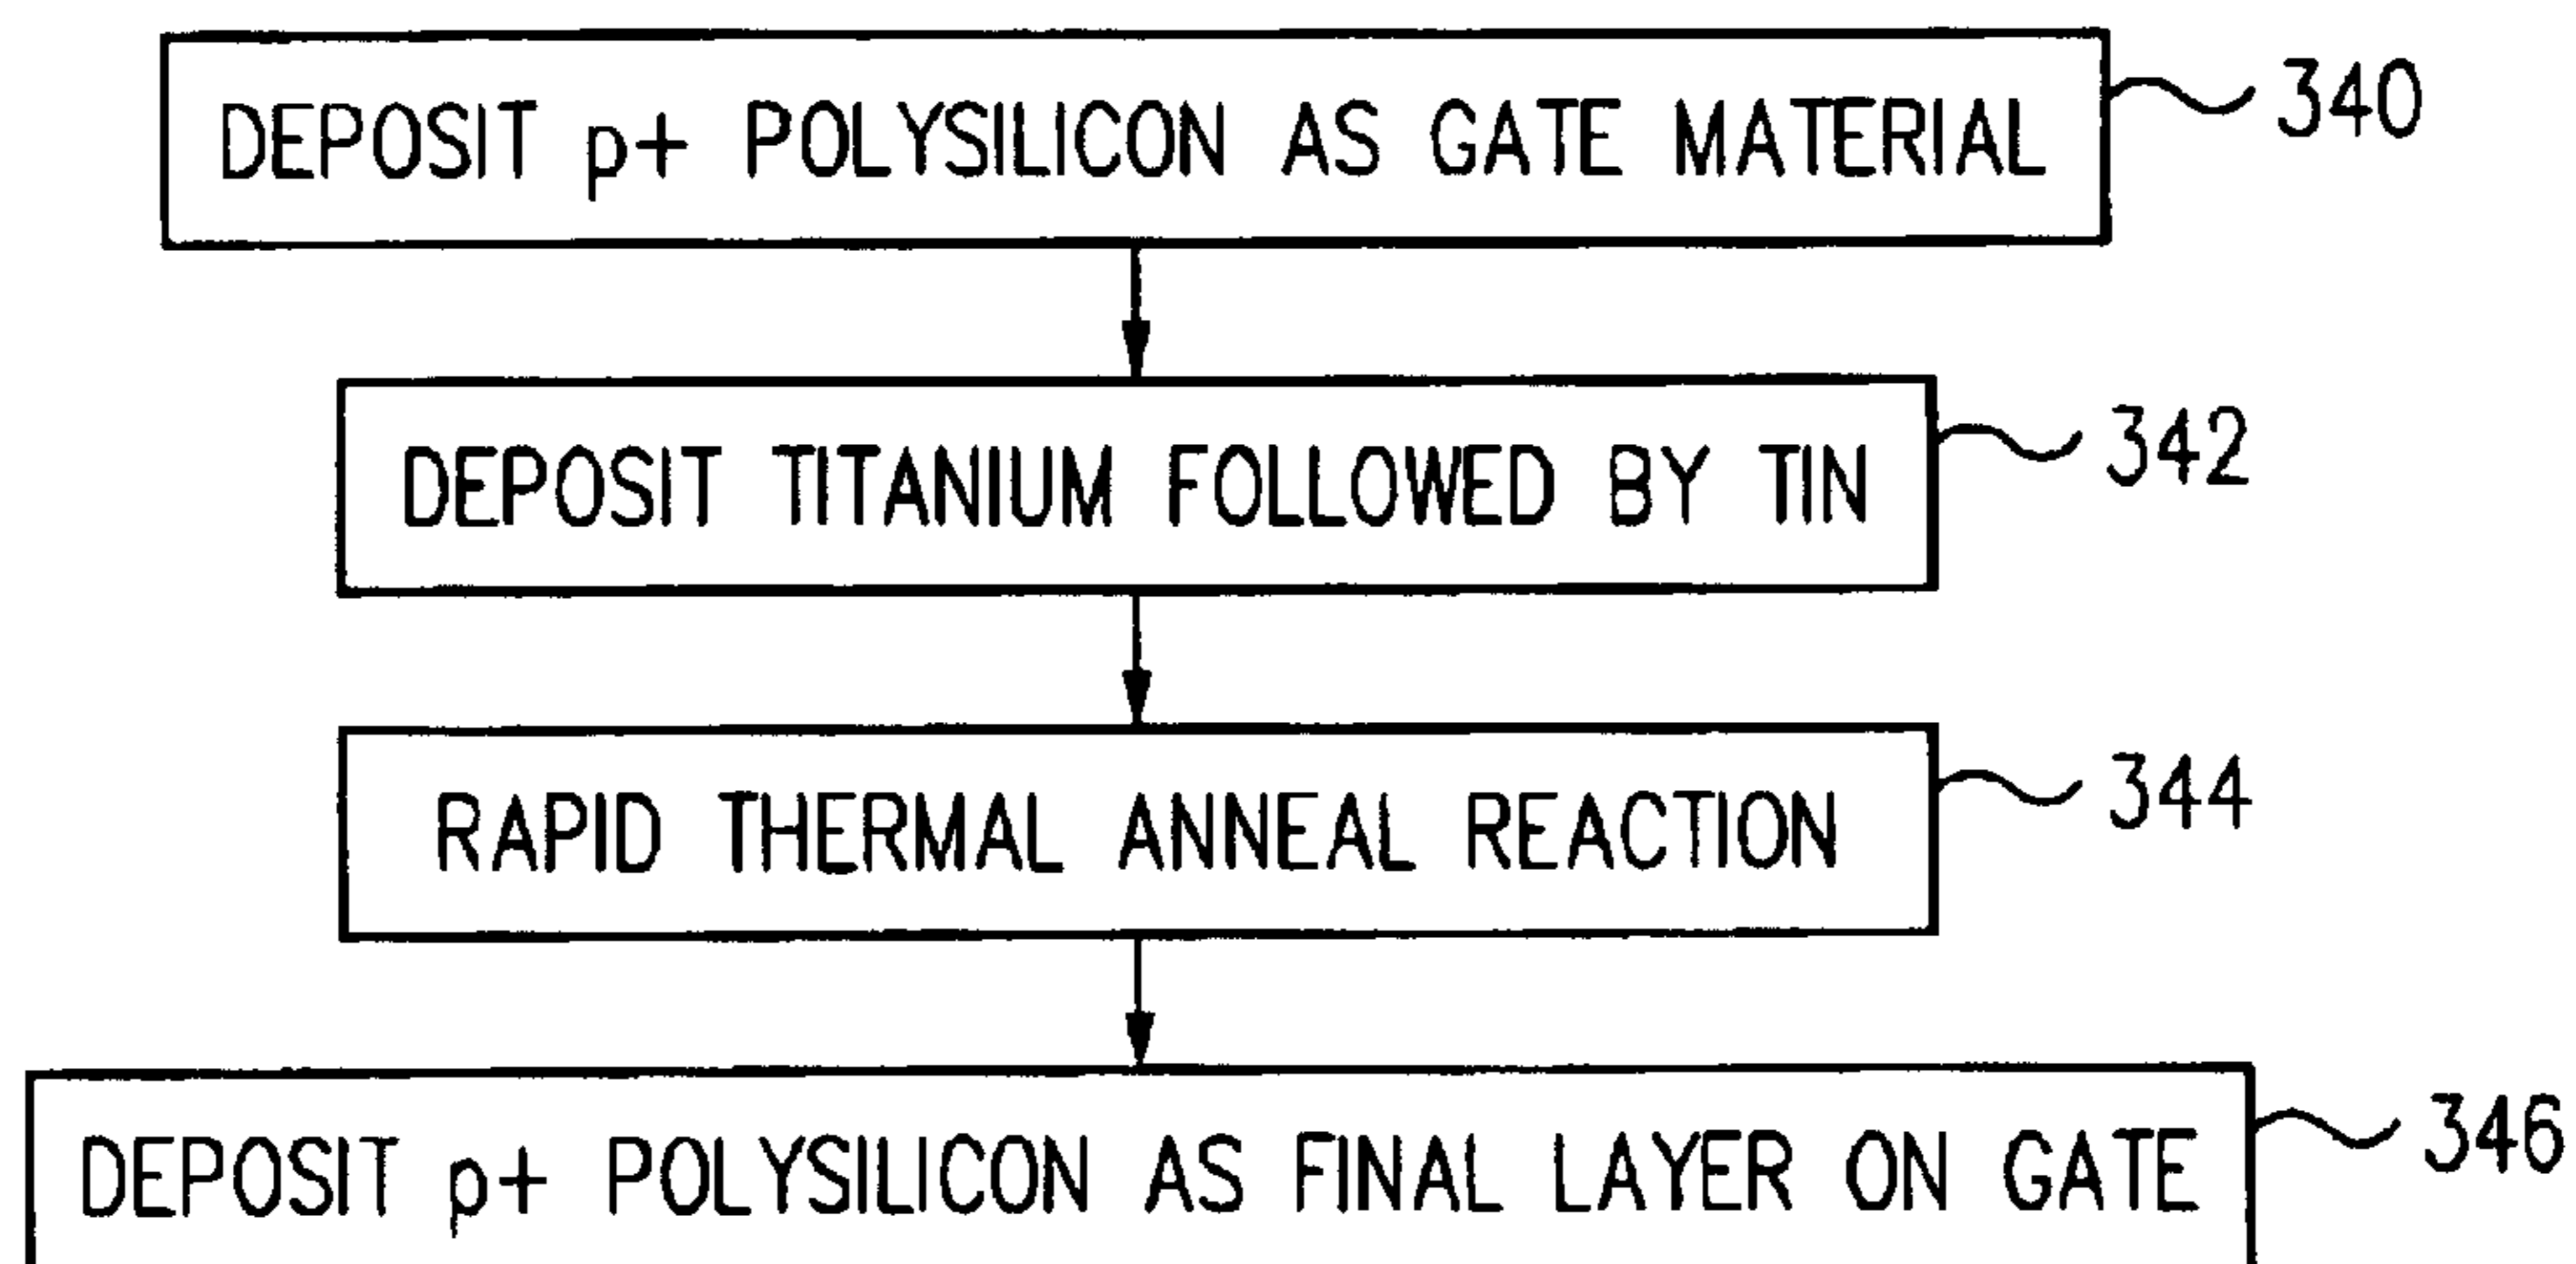 DEPOSIT p+ POLYSILICON AS GATE MATERIAL
340
DEPOSIT TITANIUM FOLLOWED BY TIN
342
RAPID THERMAL ANNEAL REACTION
344
DEPOSIT p+ POLYSILICON AS FINAL LAYER ON GATE
346